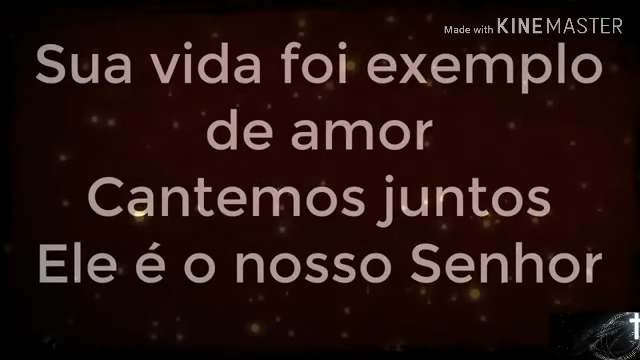 Made with KINEMASTER
Sua vida foi exemplo
de amor
Cantemos juntos
Ele é o nosso Senhor